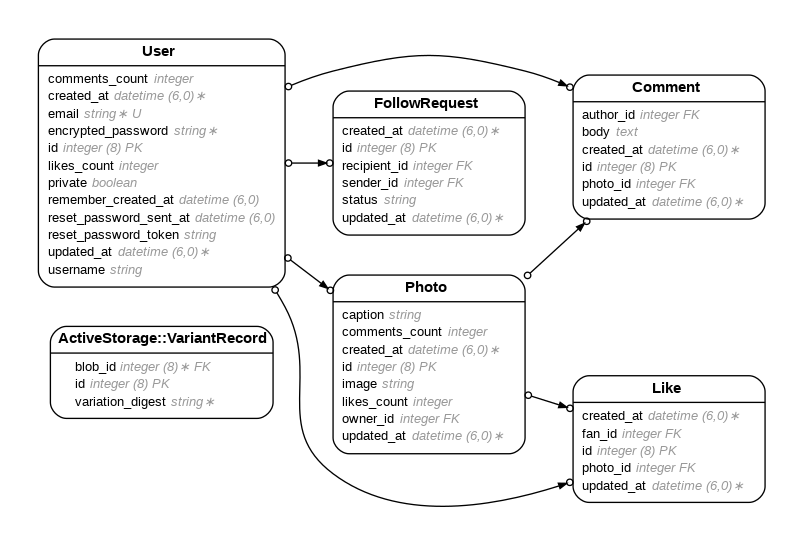 User
comments_count integer
created_at datetime (6,0)∗
email string∗ U
encrypted_password string∗
id integer (8) PK
likes_count integer
private boolean
remember_created_at datetime (6,0)
reset_password_sent_at datetime (6,0)
reset_password_token string
updated_at datetime (6,0)∗
username string
FollowRequest
created_at datetime (6,0)∗
id integer (8) PK
recipient_id integer FK
sender_id integer FK
status string
updated_at datetime (6,0)∗
Comment
author_id integer FK
body text
created_at datetime (6,0)∗
id integer (8) PK
photo_id integer FK
updated_at datetime (6,0)∗
ActiveStorage::VariantRecord
blob_id integer (8)∗ FK
id integer (8) PK
variation_digest string∗
Photo
caption string
comments_count integer
created_at datetime (6,0)∗
id integer (8) PK
image string
likes_count integer
owner_id integer FK
updated_at datetime (6,0)∗
Like
created_at datetime (6,0)∗
fan_id integer FK
id integer (8) PK
photo_id integer FK
updated_at datetime (6,0)∗